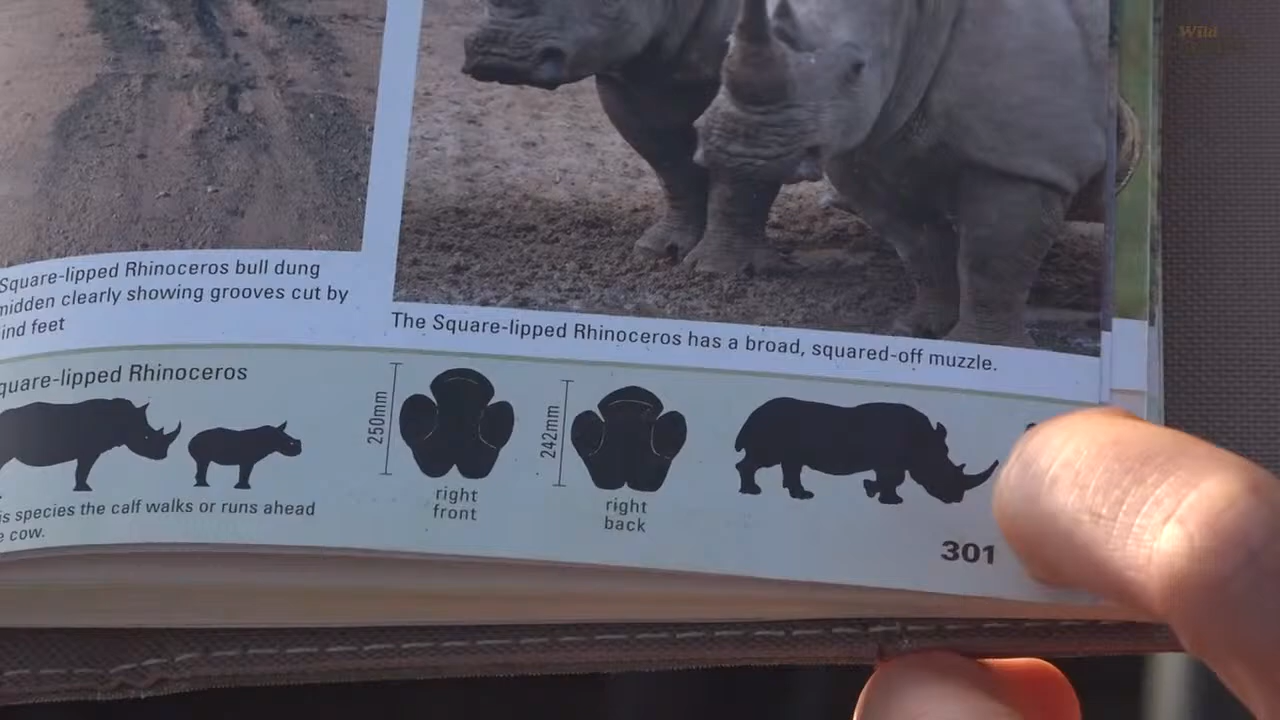 Square-lipped Rhinoceros bull dung
midden clearly showing grooves cut by
ind feet
The Square-lipped Rhinoceros has a broad, squared-off muzzle.
quare-lipped Rhinoceros
is species the calf walks or runs ahead
e cow.
250mm
right
front
242mm
right
back
301
Wild